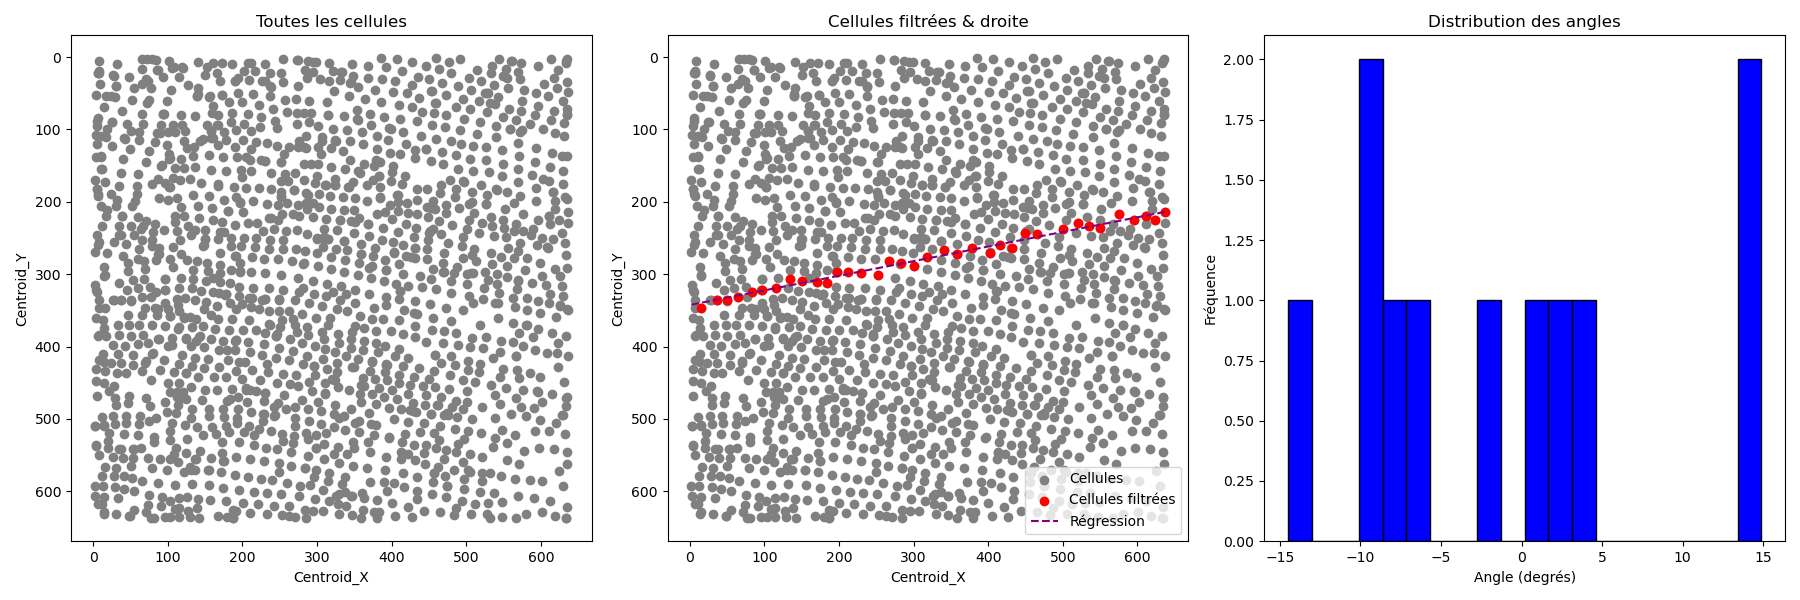 Toutes les cellules
0
100
200
300
400
500
600
Centroid_Y
0 100 200 300 400 500 600
Centroid_X
Cellules filtrées & droite
0
100
200
300
400
500
600
Centroid_Y
Cellules
Cellules filtrées
Régression
0 100 200 300 400 500 600
Centroid_X
Distribution des angles
2.00
1.75
1.50
1.25
1.00
0.75
0.50
0.25
0.00
Fréquence
−15 −10 −5 0 5 10 15
Angle (degrés)